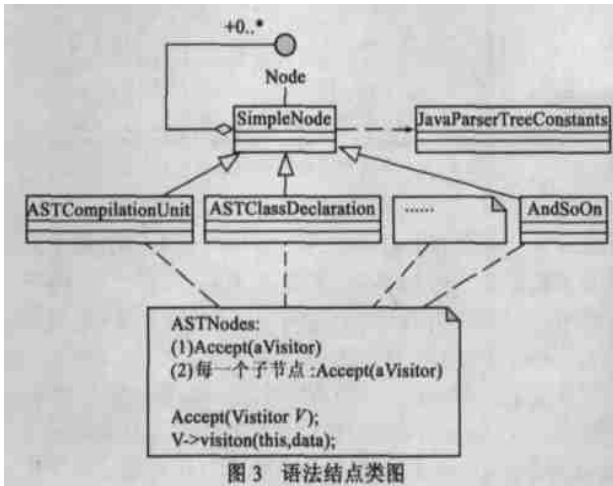 +0..*
Node
SimpleNode
JavaParserTreeConstants
ASTCompilationUnit
ASTClassDeclaration
......
AndSoOn
ASTNodes:
(1)Accept(aVisitor)
(2)每一个子节点:Accept(aVisitor)
Accept(Vistitor V);
V->visiton(this,data);
图 3 语法结点类图